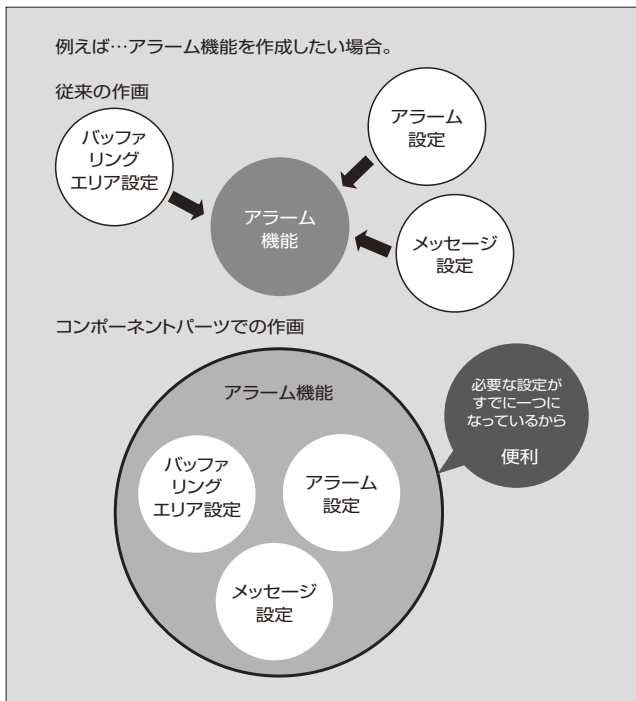 例えば…アラーム機能を作成したい場合。
従来の作画
バッファ
リング
エリア設定
アラーム
設定
アラーム
機能
メッセージ
設定
コンポーネントパーツでの作画
アラーム機能
必要な設定が
すでに一つに
なっているから
便利
バッファ
リング
エリア設定
アラーム
設定
メッセージ
設定